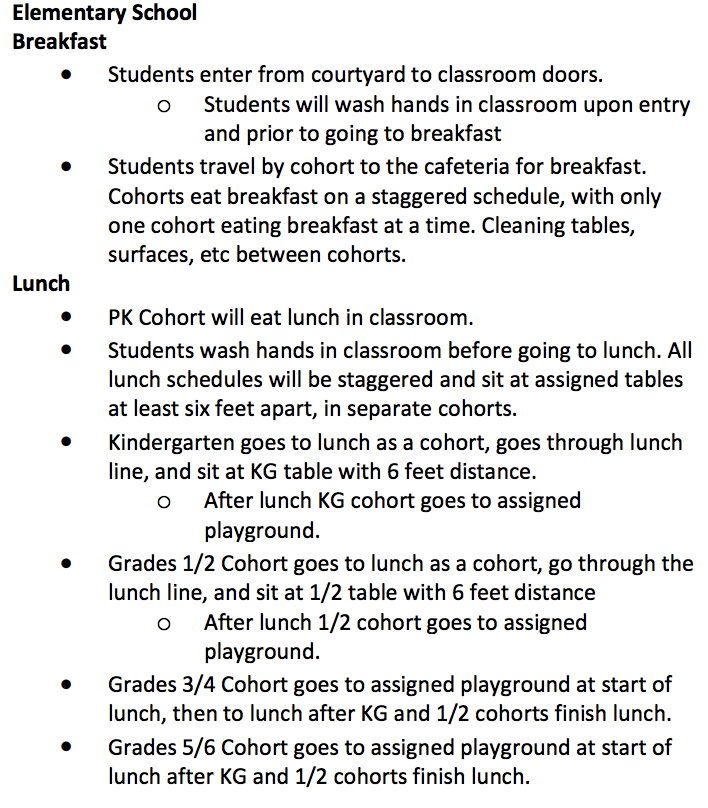 Elementary School
Breakfast
● Students enter from courtyard to classroom doors.
o Students will wash hands in classroom upon entry
and prior to going to breakfast
● Students travel by cohort to the cafeteria for breakfast.
Cohorts eat breakfast on a staggered schedule, with only
one cohort eating breakfast at a time. Cleaning tables,
surfaces, etc between cohorts.
Lunch
● PK Cohort will eat lunch in classroom.
● Students wash hands in classroom before going to lunch. All
lunch schedules will be staggered and sit at assigned tables
at least six feet apart, in separate cohorts.
● Kindergarten goes to lunch as a cohort, goes through lunch
line, and sit at KG table with 6 feet distance.
o After lunch KG cohort goes to assigned
playground.
● Grades 1/2 Cohort goes to lunch as a cohort, go through the
lunch line, and sit at 1/2 table with 6 feet distance
o After lunch 1/2 cohort goes to assigned
playground.
● Grades 3/4 Cohort goes to assigned playground at start of
lunch, then to lunch after KG and 1/2 cohorts finish lunch.
● Grades 5/6 Cohort goes to assigned playground at start of
lunch after KG and 1/2 cohorts finish lunch.